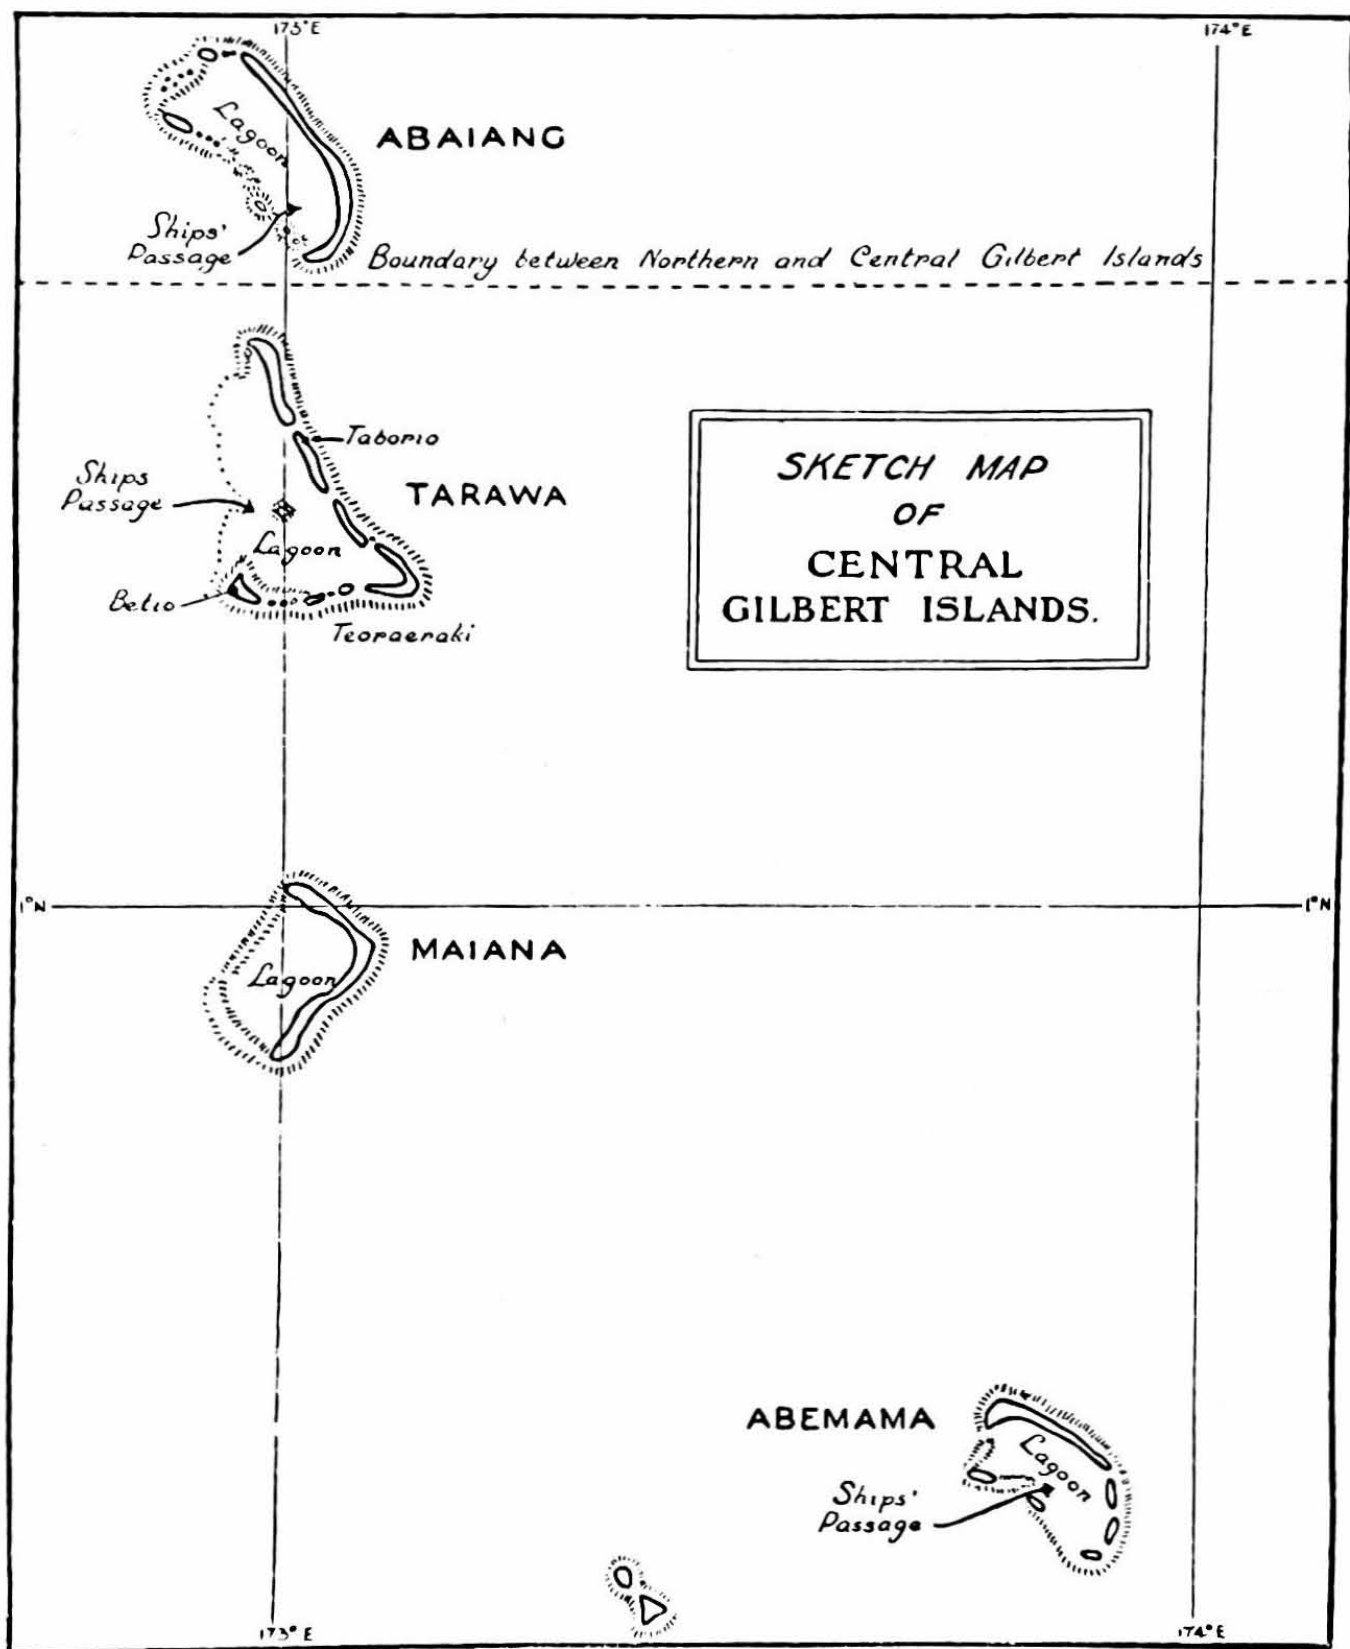 173°E
174°E
Lagoon
ABAIANG
Ships'
Passage
Boundary between Northern and Central Gilbert Islands
Taborio
Ships
Passage
TARAWA
Lagoon
Betio
Teoraeraki
SKETCH MAP
OF
CENTRAL
GILBERT ISLANDS.
1°N
1°N
MAIANA
Lagoon
ABEMAMA
Lagoon
Ships'
Passage
173°E
174°E